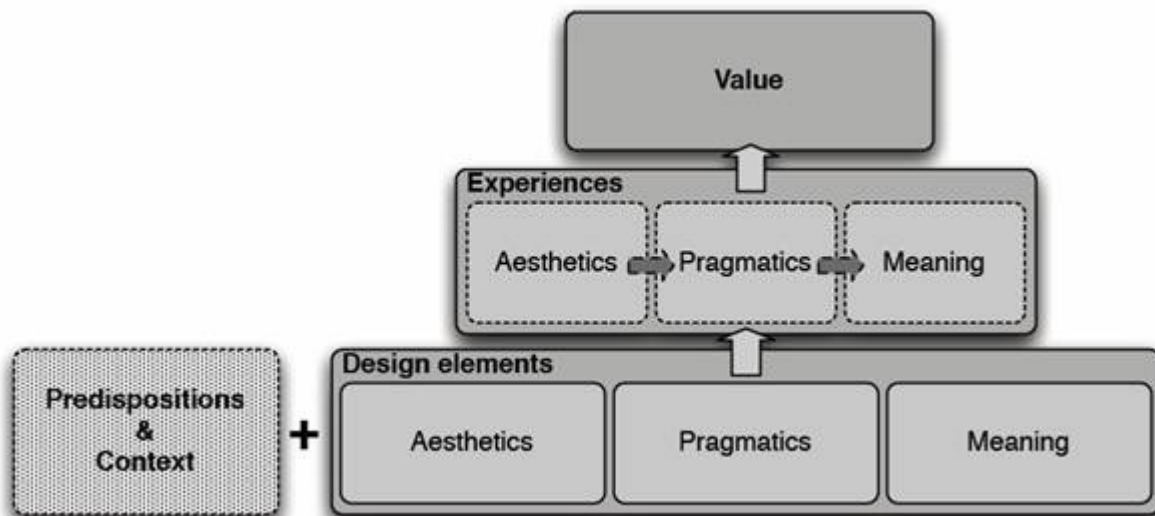 Value
Experiences
Aesthetics Pragmatics Meaning
Design elements
Predispositions
&
Context
+
Aesthetics Pragmatics Meaning